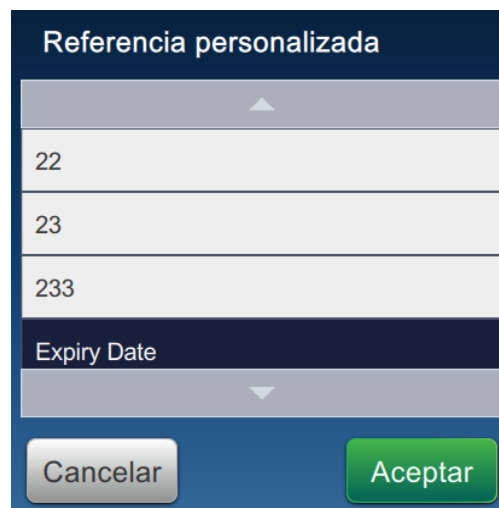 Referencia personalizada
22
23
233
Expiry Date
Cancelar
Aceptar